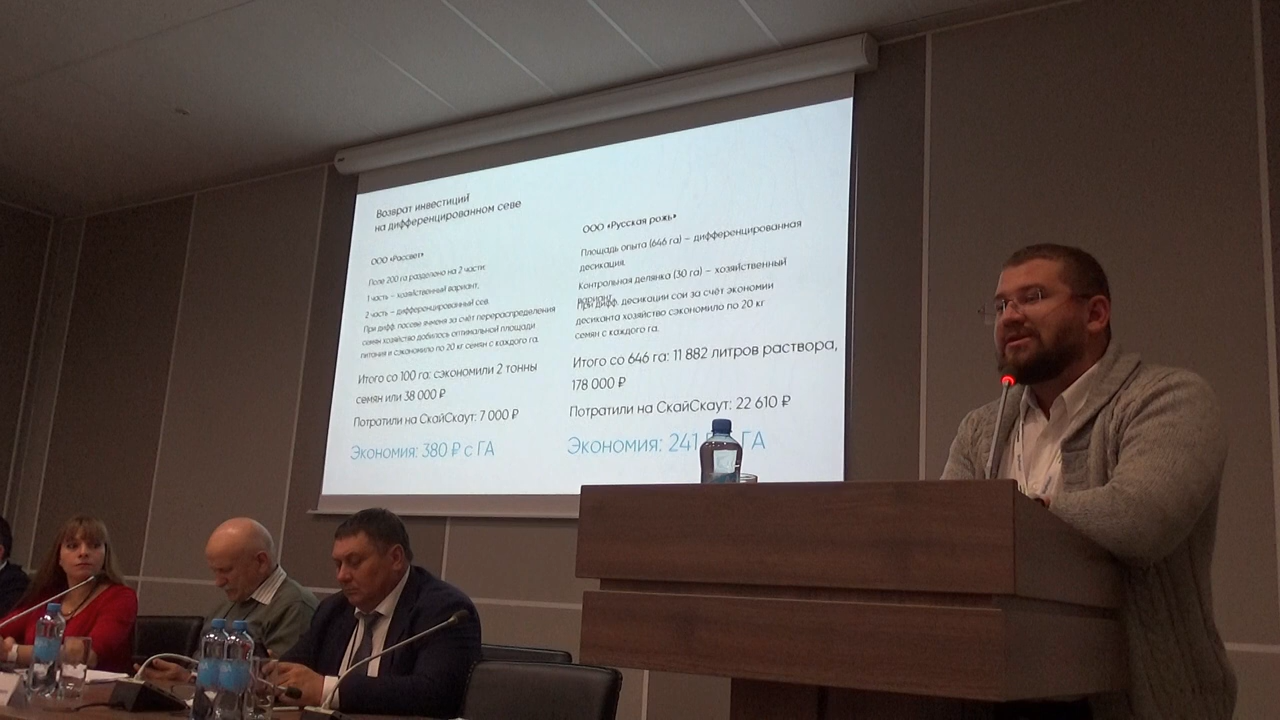 Возврат инвестиций
на дифференцированном севе
ООО «Рассвет»
Поле 200 га разделено на 2 части:
1 часть – хозяйственный вариант,
2 часть – дифференцированный сев.
При дифф. посеве ячменя за счёт перераспределения
семян хозяйство добилось оптимальной площади
питания и сэкономило по 20 кг семян с каждого га.
Итого со 100 га: сэкономили 2 тонны
семян или 38 000 ₽
Потратили на СкайСкаут: 7 000 ₽
Экономия: 380 ₽ с ГА
ООО «Русская рожь»
Площадь опыта (646 га) – дифференцированная
десикация,
Контрольная делянка (30 га) – хозяйственный
вариант.
При дифф. десикации сои за счёт экономии
десиканта хозяйство сэкономило по 20 кг
семян с каждого га.
Итого со 646 га: 11 882 литров раствора,
178 000 ₽
Потратили на СкайСкаут: 22 610 ₽
Экономия: 241 ГА